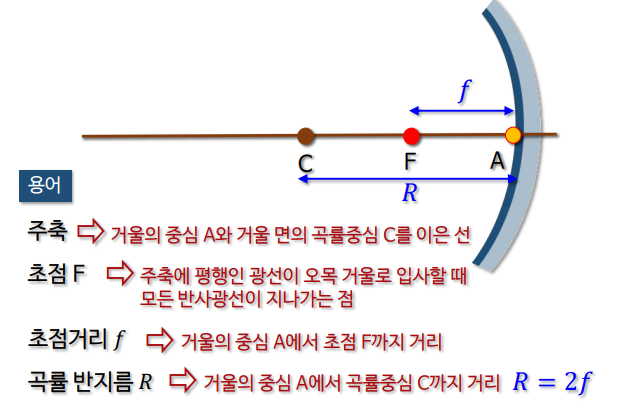 f
C
F
A
R
용어
주축 ⇨ 거울의 중심 A와 거울 면의 곡률중심 C를 이은 선
초점 F ⇨ 주축에 평행인 광선이 오목 거울로 입사할 때
모든 반사광선이 지나가는 점
초점거리 f ⇨ 거울의 중심 A에서 초점 F까지 거리
곡률 반지름 R ⇨ 거울의 중심 A에서 곡률중심 C까지 거리 R = 2f